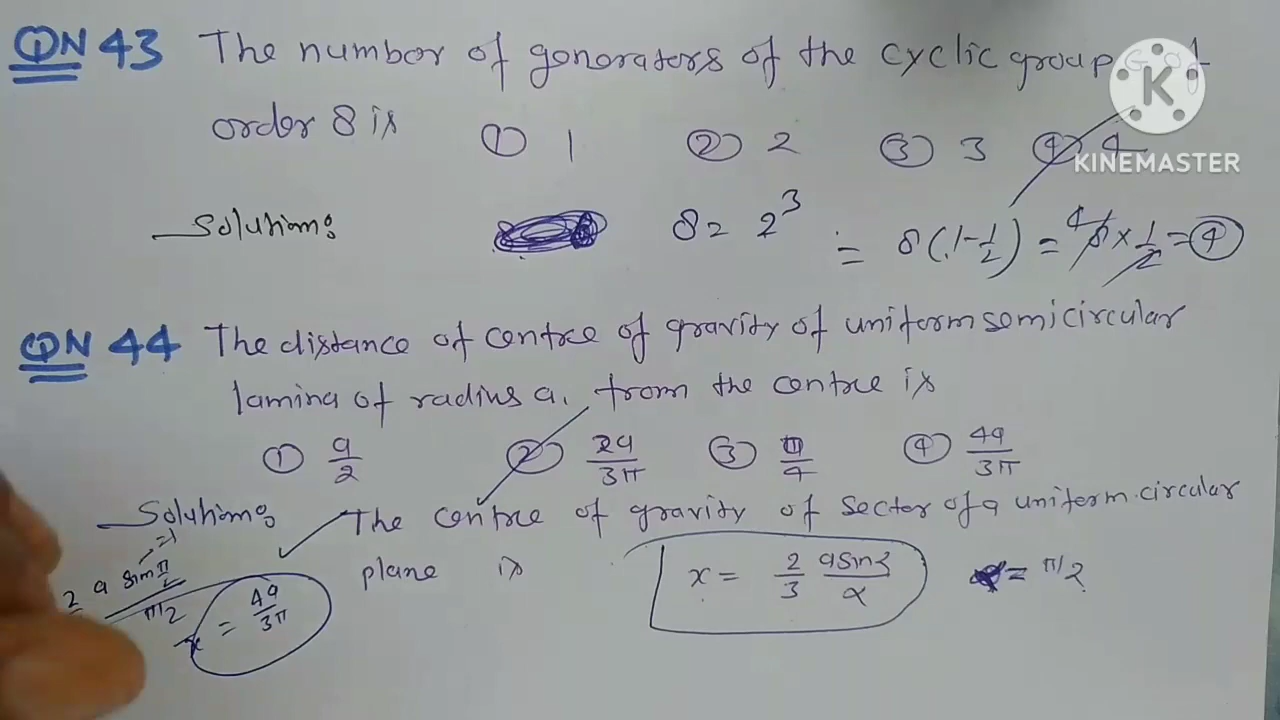 QN 43 The number of generators of the cyclic group G of
order 8 is ① 1 ② 2 ③ 3 ④ 4
K
KINEMASTER
Solution: 8 = 2³ = 8(1-1/2) = 8 × 1/2 = ④
QN 44 The distance of centre of gravity of uniform semicircular
lamina of radius a, from the centre is
① a/2 ② 2a/3π ③ π/4 ④ 4a/3π
Solution: The centre of gravity of sector of a uniform circular
plane is x = 2/3 a sin α/α α = π/2
2 a sin π/2 = 1
π/2
x = 4a/3π